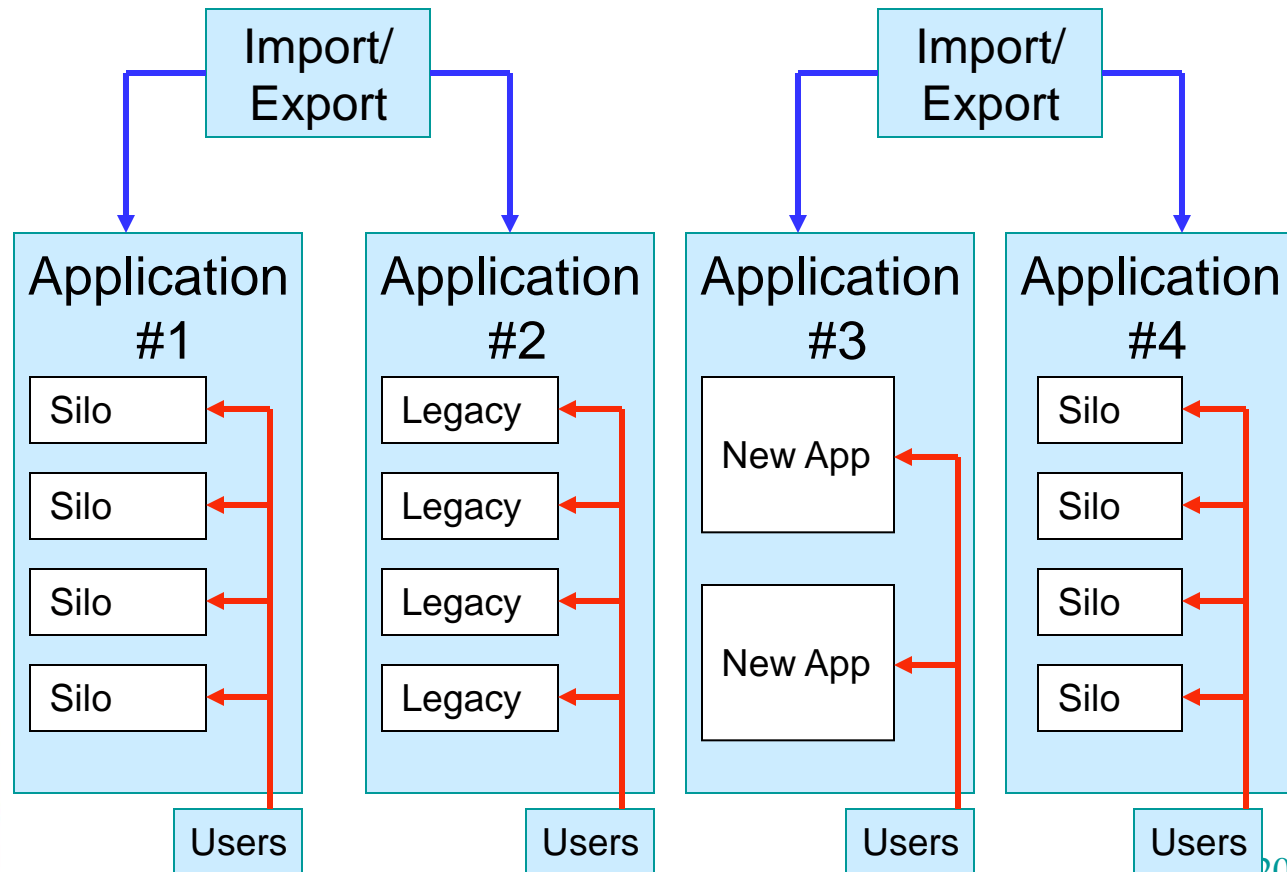 Import/
Export
Import/
Export
Application
#1
Silo
Silo
Silo
Silo
Users
Application
#2
Legacy
Legacy
Legacy
Legacy
Users
Application
#3
New App
New App
Users
Application
#4
Silo
Silo
Silo
Silo
Users